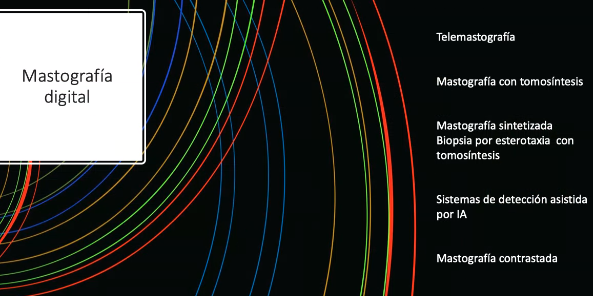 Mastografía
digital
Telemastografía
Mastografía con tomosíntesis
Mastografía sintetizada
Biopsia por esterotaxia con
tomosíntesis
Sistemas de detección asistida
por IA
Mastografía contrastada